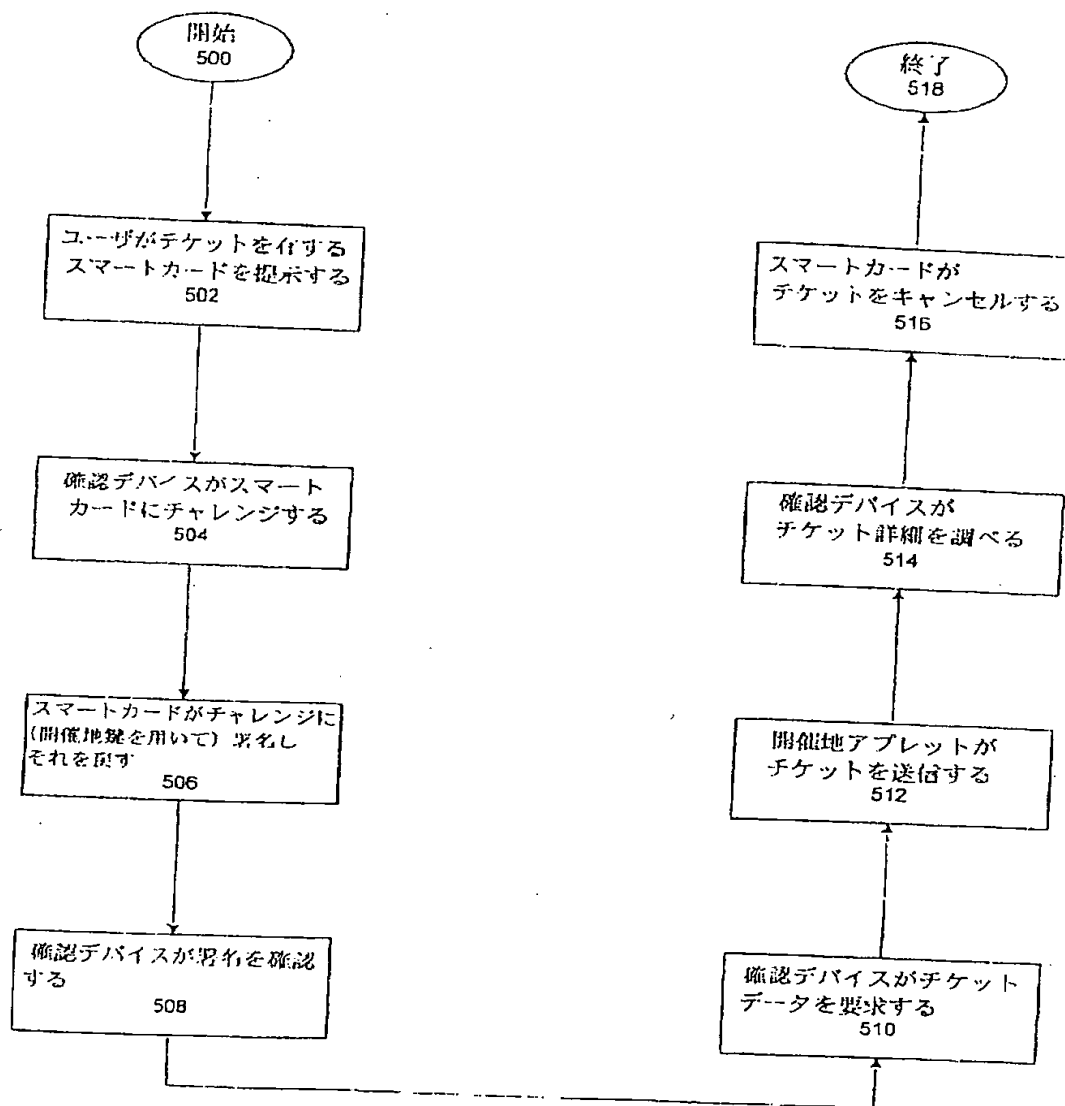 開始
500
ユーザがチケットを有する
スマートカードを提示する
502
確認デバイスがスマート
カードにチャレンジする
504
スマートカードがチャレンジに
(開催地鍵を用いて) 署名し
それを戻す
506
確認デバイスが署名を確認
する
508
確認デバイスがチケット
データを要求する
510
開催地アプレットが
チケットを送信する
512
確認デバイスが
チケット詳細を調べる
514
スマートカードが
チケットをキャンセルする
516
終了
518